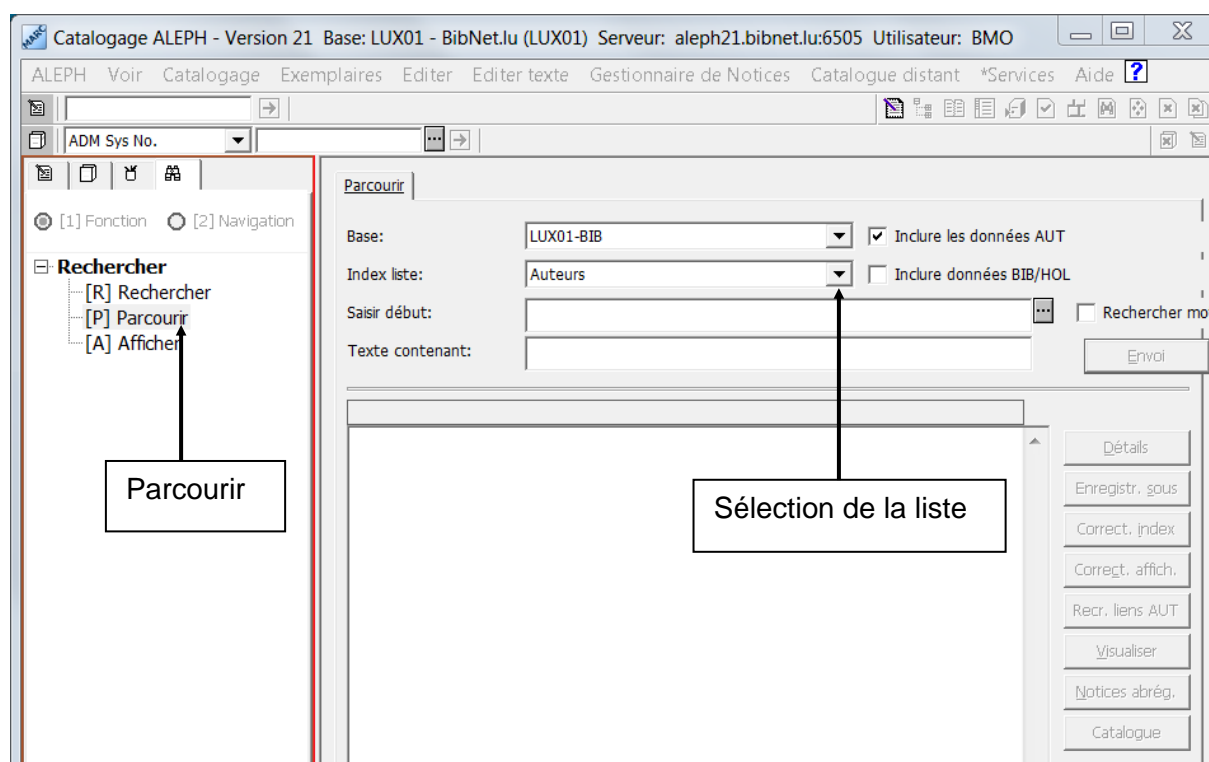 Catalogage ALEPH - Version 21 Base: LUX01 - BibNet.lu (LUX01) Serveur: aleph21.bibnet.lu:6505 Utilisateur: BMO
ALEPH Voir Catalogage Exemplaires Editer Editer texte Gestionnaire de Notices Catalogue distant *Services Aide ?
ADM Sys No.
[1] Fonction [2] Navigation
Rechercher
[R] Rechercher
[P] Parcourir
[A] Afficher
Parcourir
Parcourir
Base: LUX01-BIB Inclure les données AUT
Index liste: Auteurs Inclure données BIB/HOL
Saisir début: Rechercher mo
Texte contenant:
Envoi
Sélection de la liste
Détails
Enregistr. sous
Correct. index
Correct. affich.
Recr. liens AUT
Visualiser
Notices abrég.
Catalogue